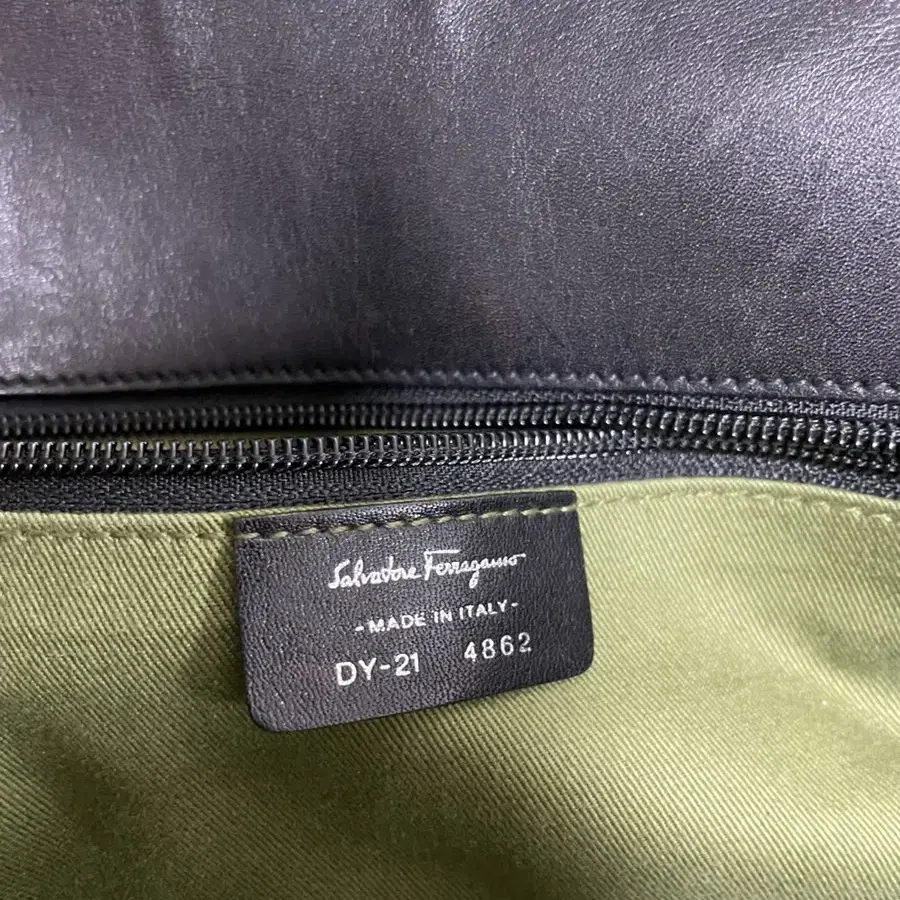 Salvatore Ferragamo
- MADE IN ITALY -
DY-21 4862